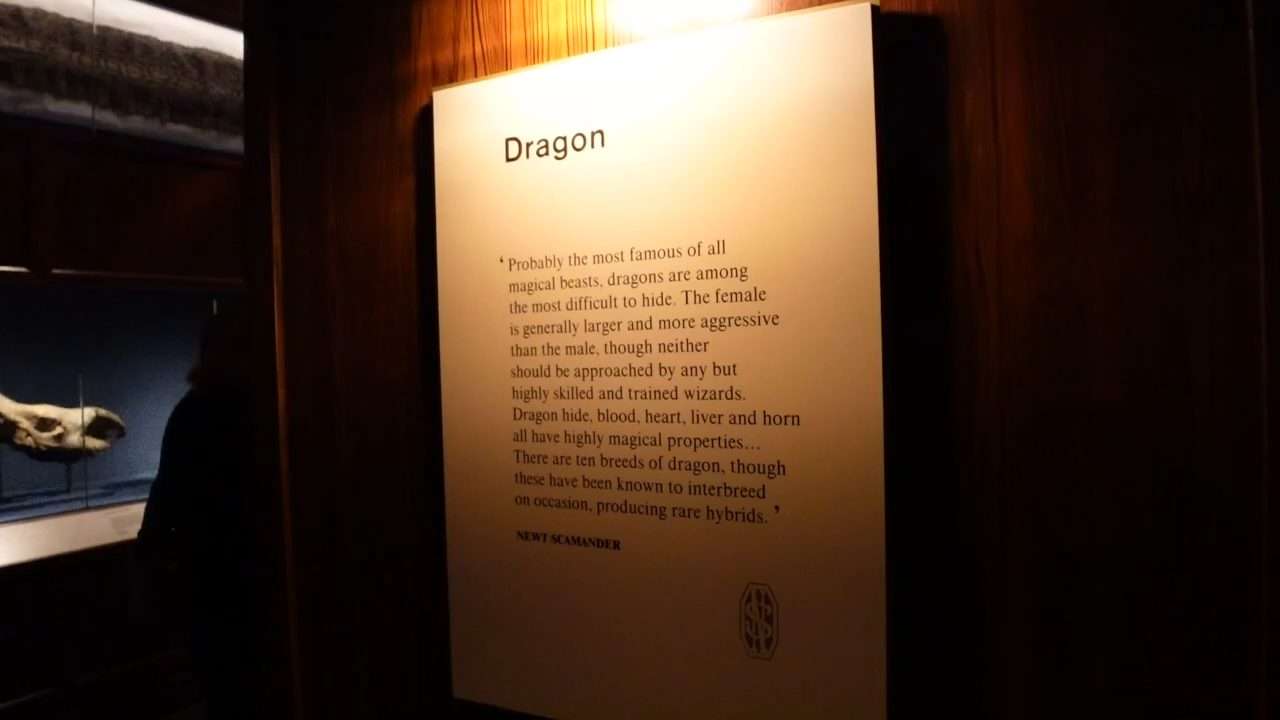 Dragon
‘Probably the most famous of all
magical beasts, dragons are among
the most difficult to hide. The female
is generally larger and more aggressive
than the male, though neither
should be approached by any but
highly skilled and trained wizards.
Dragon hide, blood, heart, liver and horn
all have highly magical properties…
There are ten breeds of dragon, though
these have been known to interbreed
on occasion, producing rare hybrids.’
NEWT SCAMANDER
NS